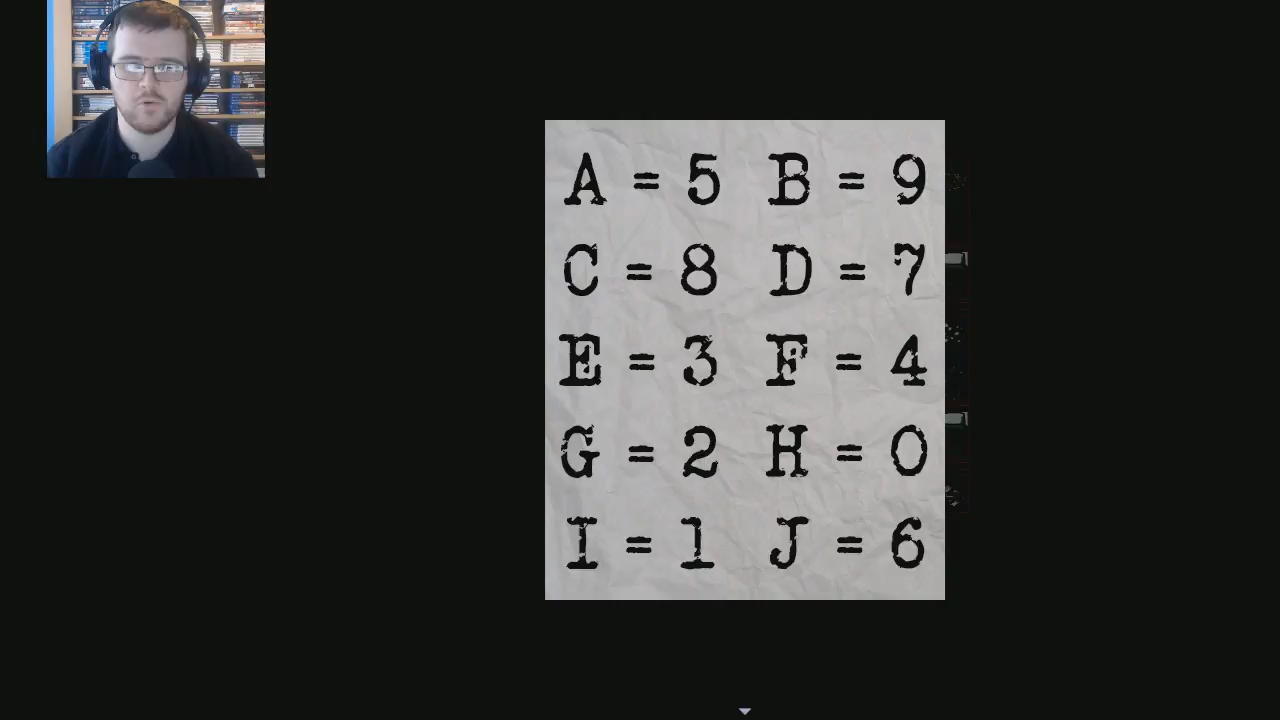 A = 5 B = 9
C = 8 D = 7
E = 3 F = 4
G = 2 H = 0
I = 1 J = 6